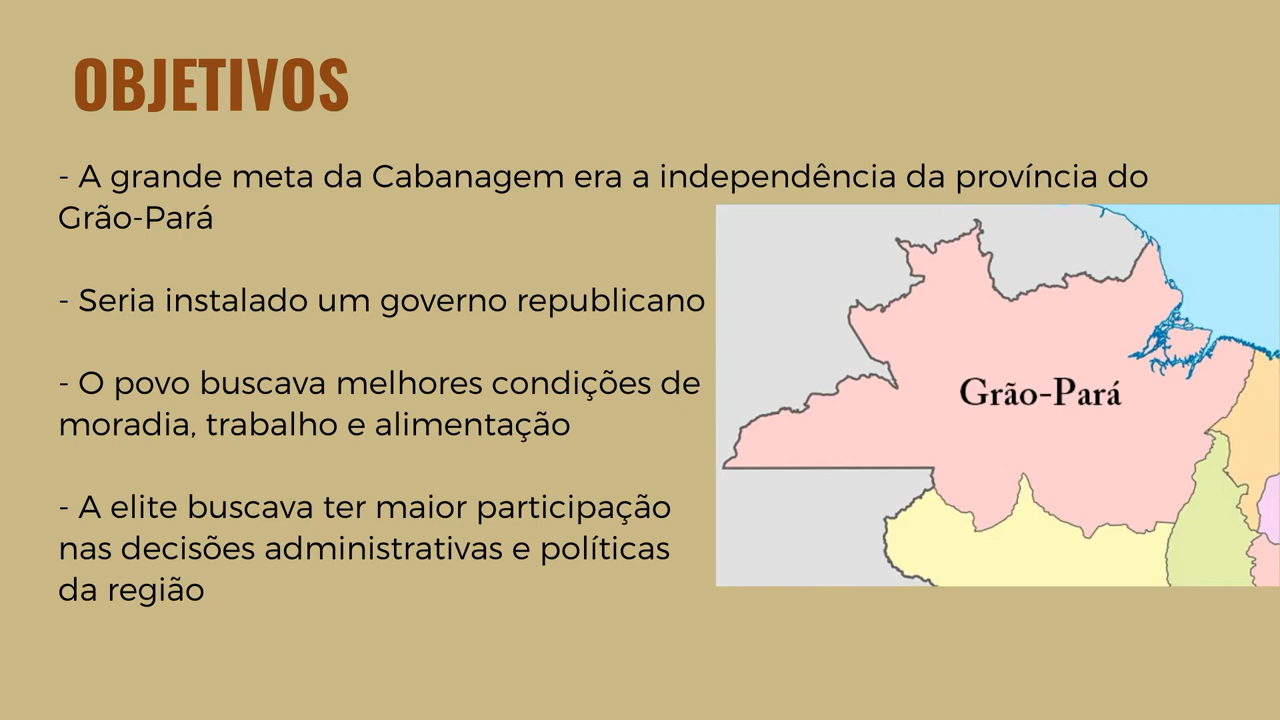 OBJETIVOS
- A grande meta da Cabanagem era a independência da província do
Grão-Pará
- Seria instalado um governo republicano
- O povo buscava melhores condições de
moradia, trabalho e alimentação
- A elite buscava ter maior participação
nas decisões administrativas e políticas
da região
Grão-Pará